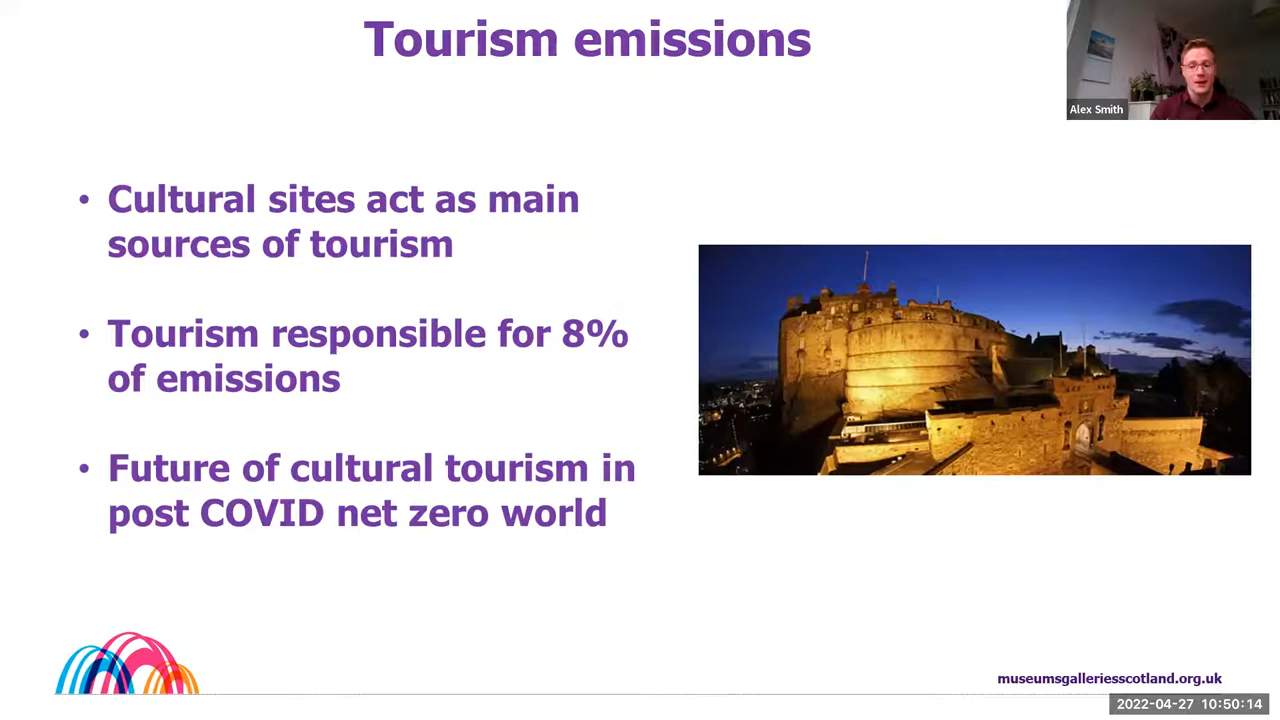 Tourism emissions
Alex Smith
• Cultural sites act as main
sources of tourism
• Tourism responsible for 8%
of emissions
• Future of cultural tourism in
post COVID net zero world
museumsgalleriesscotland.org.uk
2022-04-27 10:50:14